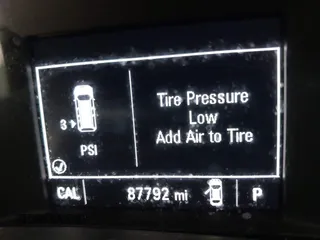 Tire Pressure
Low
Add Air to Tire
3
PSI
CAL 87792 mi P